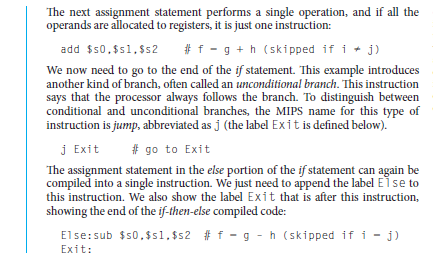 The next assignment statement performs a single operation, and if all the
operands are allocated to registers, it is just one instruction:
add $s0,$s1,$s2 # f = g + h (skipped if i ≠ j)
We now need to go to the end of the if statement. This example introduces
another kind of branch, often called an unconditional branch. This instruction
says that the processor always follows the branch. To distinguish between
conditional and unconditional branches, the MIPS name for this type of
instruction is jump, abbreviated as j (the label Exit is defined below).
j Exit # go to Exit
The assignment statement in the else portion of the if statement can again be
compiled into a single instruction. We just need to append the label Else to
this instruction. We also show the label Exit that is after this instruction,
showing the end of the if-then-else compiled code:
Else:sub $s0,$s1,$s2 # f = g - h (skipped if i = j)
Exit: